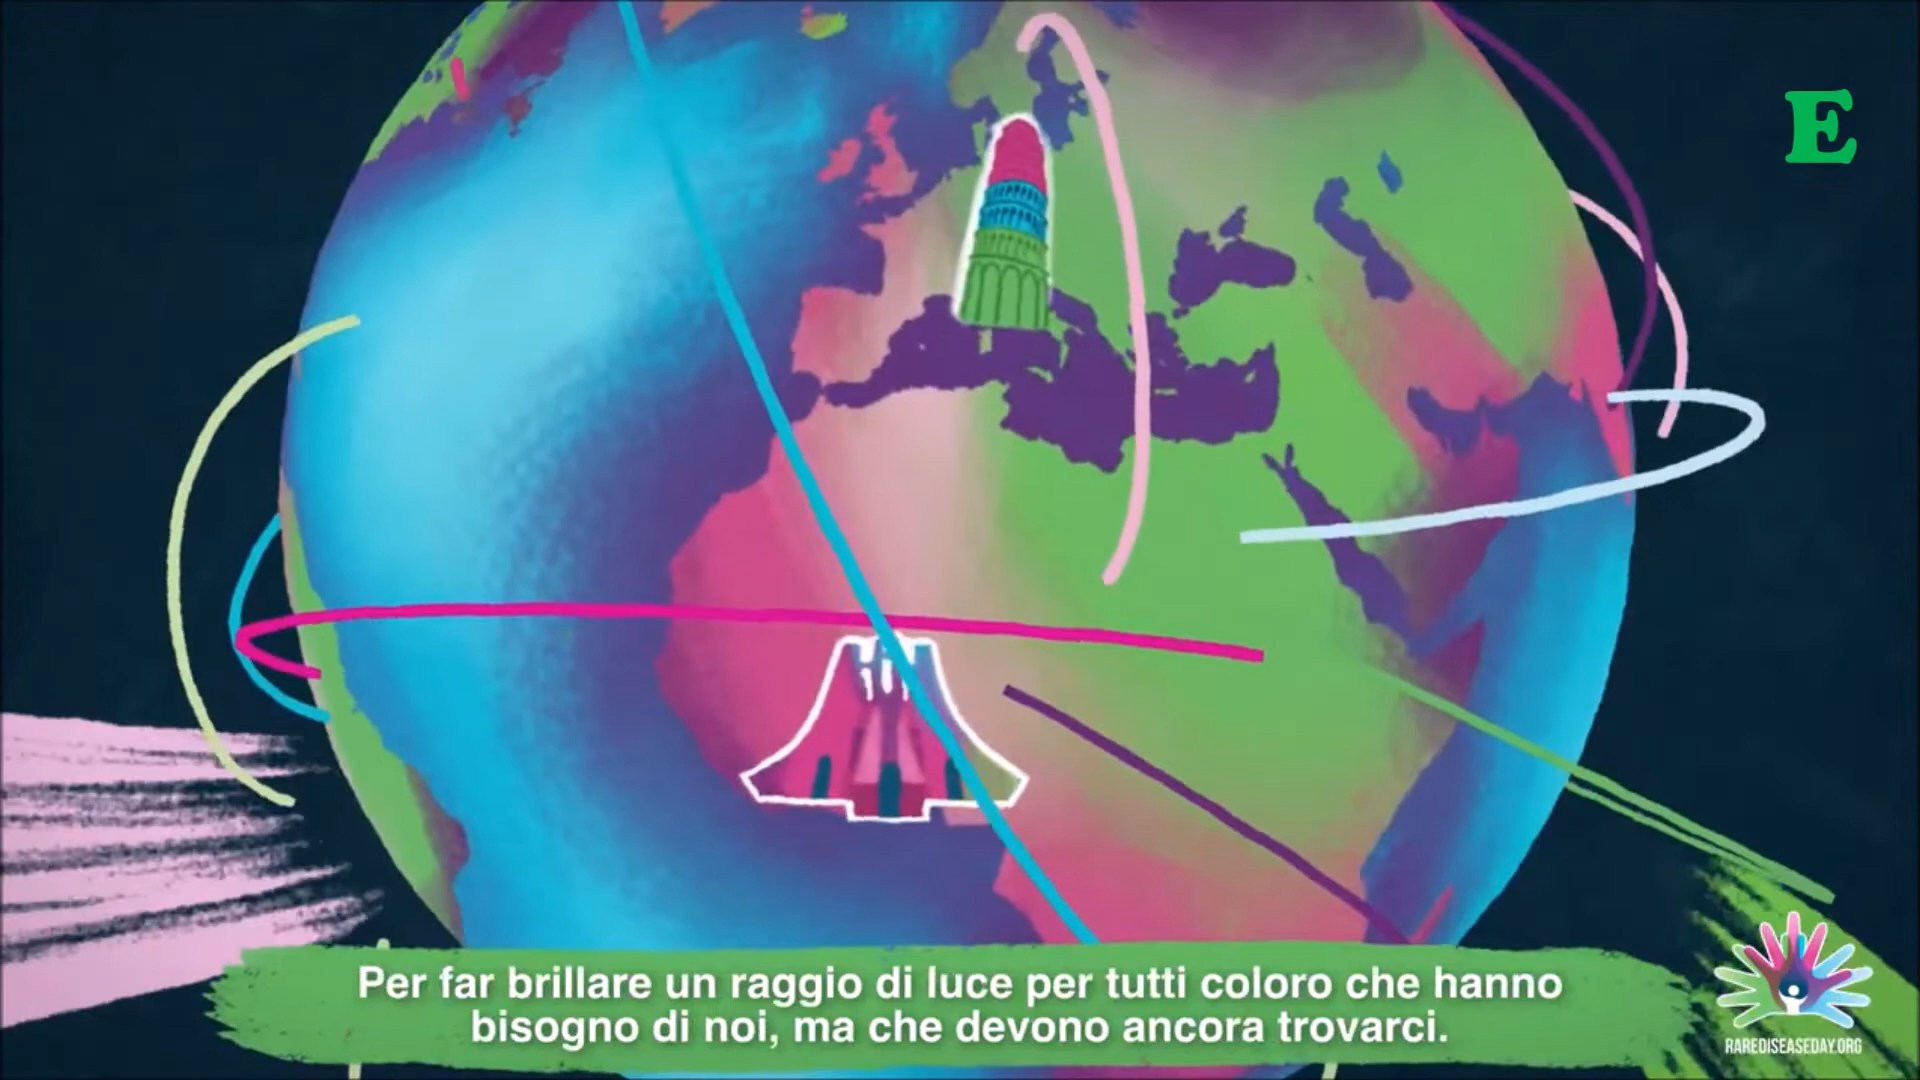 E
Per far brillare un raggio di luce per tutti coloro che hanno
bisogno di noi, ma che devono ancora trovarci.
RAREDISEASEDAY.ORG